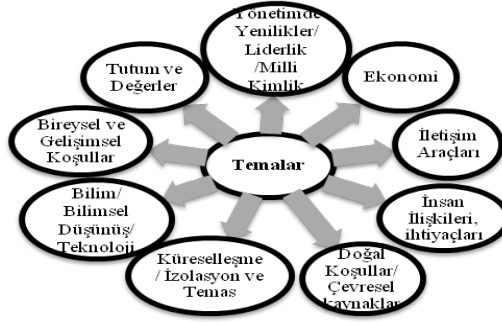 Yönetimde
Yenilikler/
Liderlik
/Milli
Kimlik
Tutum ve
Değerler
Ekonomi
Bireysel ve
Gelişimsel
Koşullar
İletişim
Araçları
Temalar
Bilim/
Bilimsel
Düşünüş/
Teknoloji
İnsan
İlişkileri,
ihtiyaçları
Küreselleşme
/ İzolasyon ve
Temas
Doğal
Koşullar/
Çevresel
kaynaklar